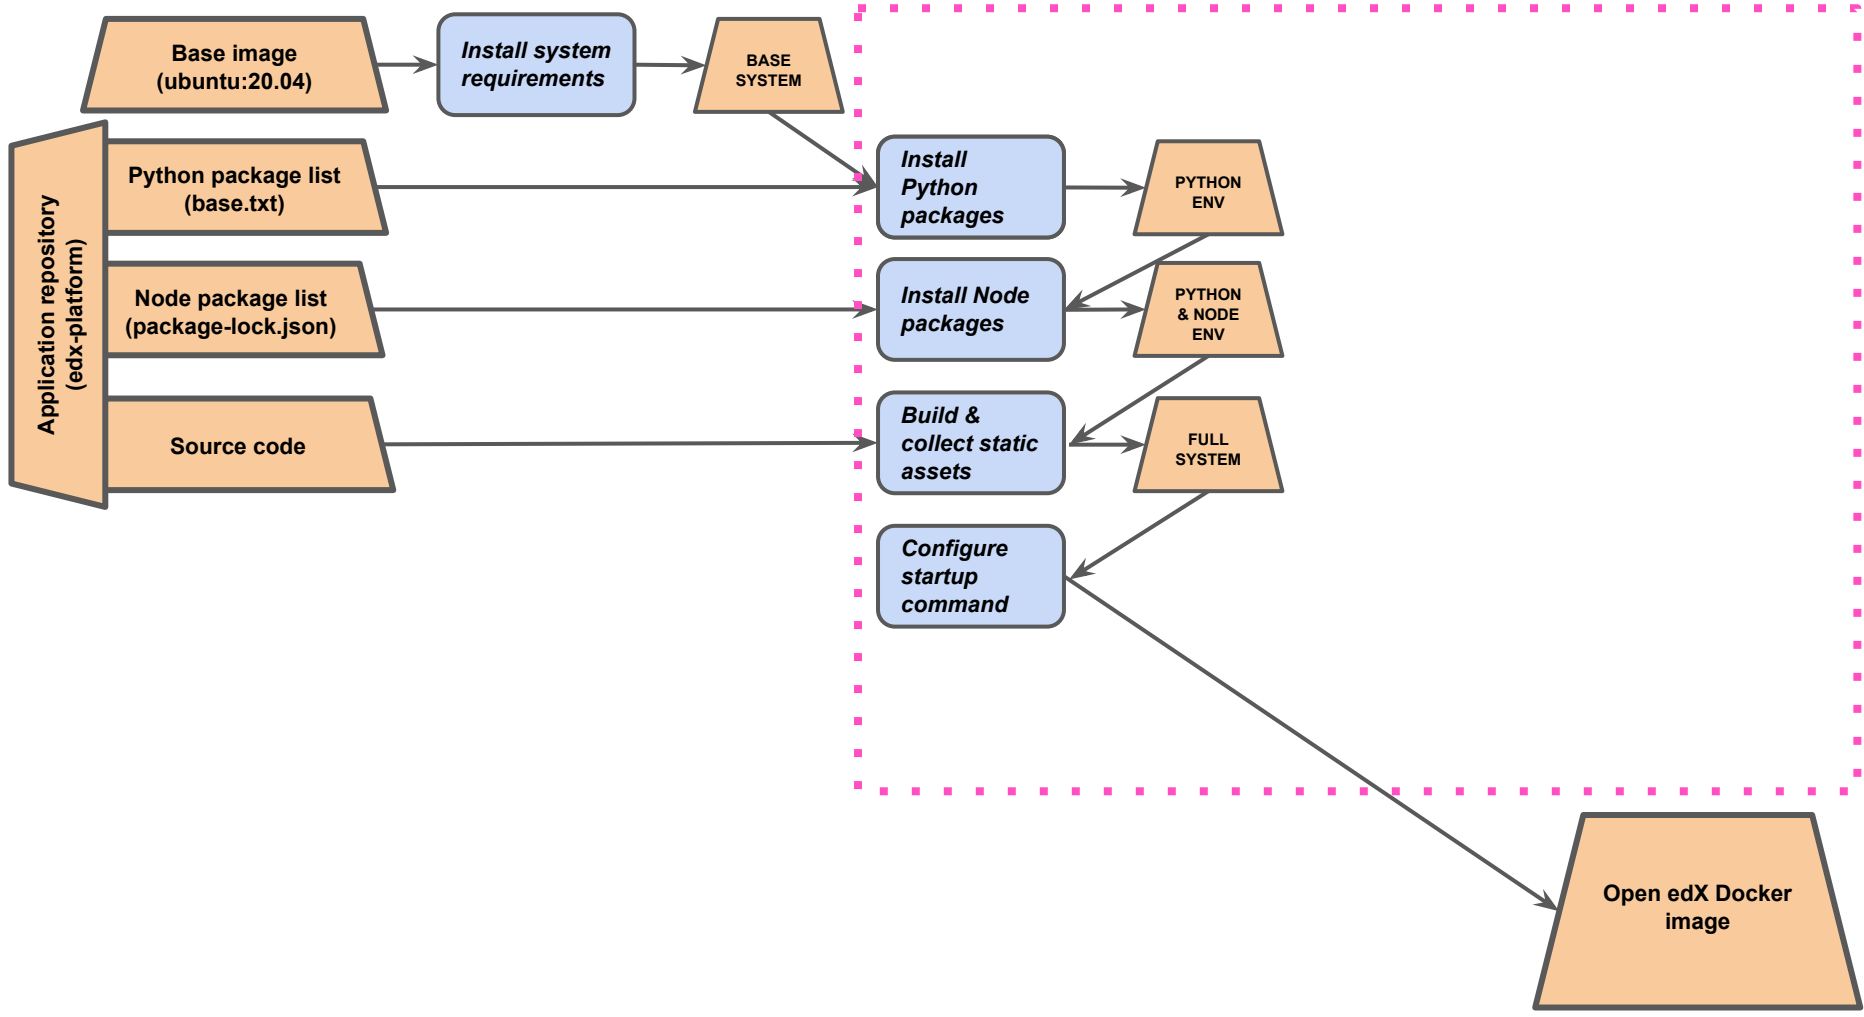 Base image
(ubuntu:20.04)
Install system
requirements
BASE
SYSTEM
Application repository
(edx-platform)
Python package list
(base.txt)
Install
Python
packages
PYTHON
ENV
Node package list
(package-lock.json)
Install Node
packages
PYTHON
& NODE
ENV
Source code
Build &
collect static
assets
FULL
SYSTEM
Configure
startup
command
Open edX Docker
image